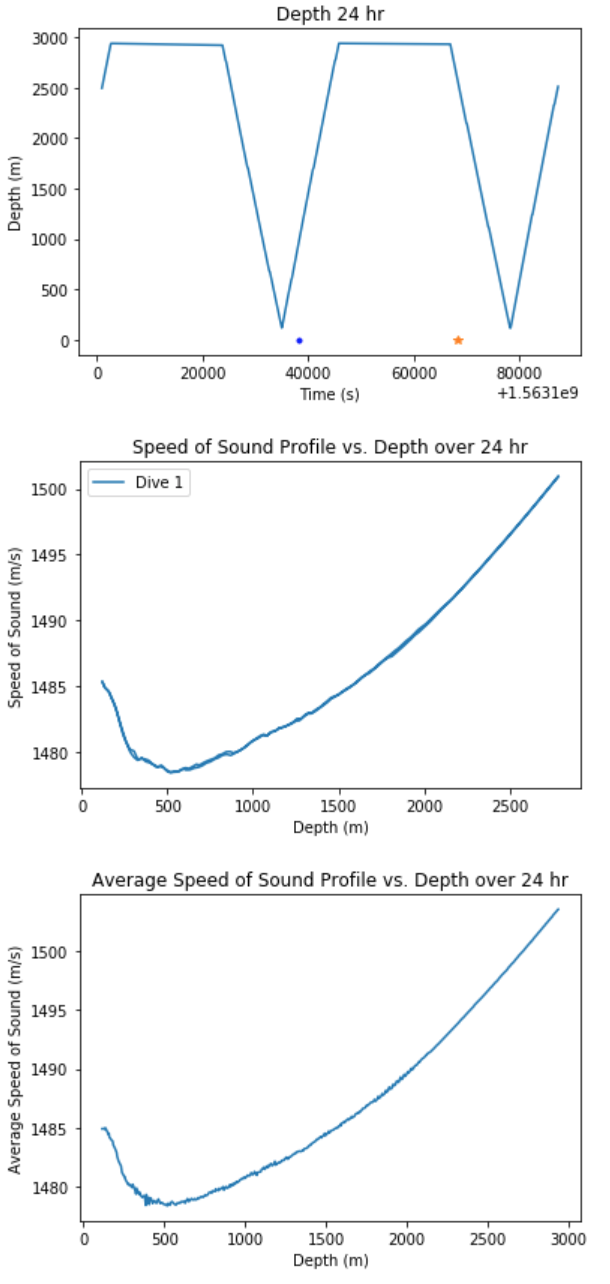 Depth 24 hr
3000
2500
2000
1500
1000
500
0
Depth (m)
0 20000 40000 60000 80000
Time (s)
+1.5631e9
Speed of Sound Profile vs. Depth over 24 hr
Dive 1
1500
1495
1490
1485
1480
Speed of Sound (m/s)
0 500 1000 1500 2000 2500
Depth (m)
Average Speed of Sound Profile vs. Depth over 24 hr
1500
1495
1490
1485
1480
Average Speed of Sound (m/s)
0 500 1000 1500 2000 2500 3000
Depth (m)